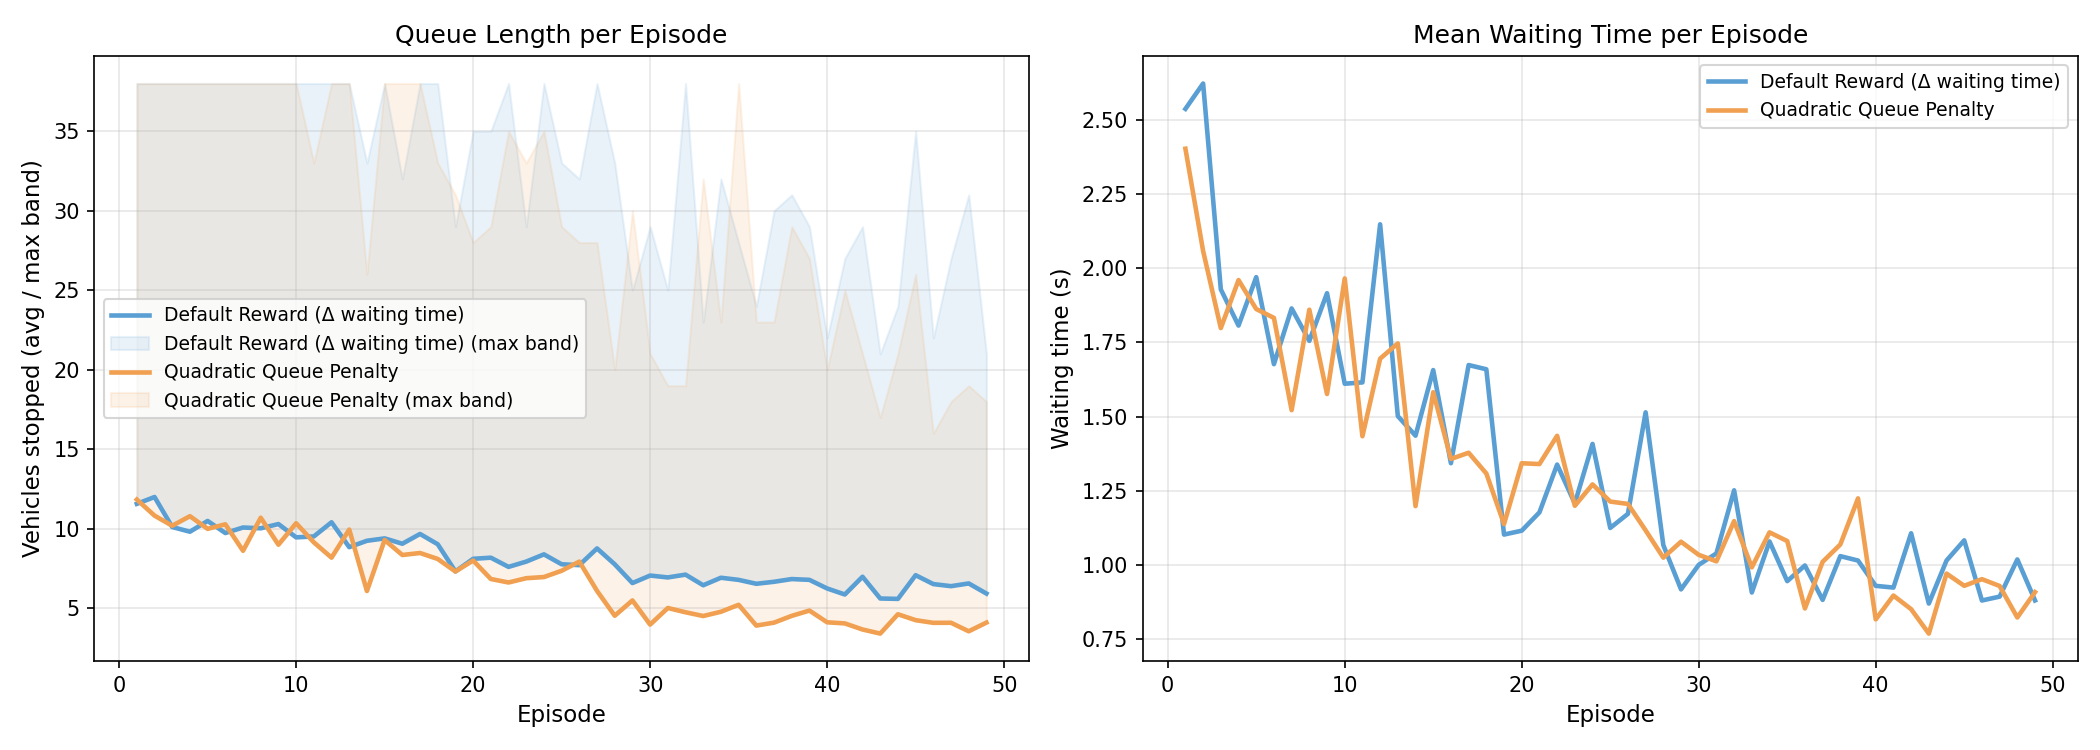 Queue Length per Episode
Vehicles stopped (avg / max band)
35
30
25
20
15
10
5
Default Reward (Δ waiting time)
Default Reward (Δ waiting time) (max band)
Quadratic Queue Penalty
Quadratic Queue Penalty (max band)
0
10
20
30
40
50
Episode
Mean Waiting Time per Episode
Waiting time (s)
2.50
2.25
2.00
1.75
1.50
1.25
1.00
0.75
Default Reward (Δ waiting time)
Quadratic Queue Penalty
0
10
20
30
40
50
Episode